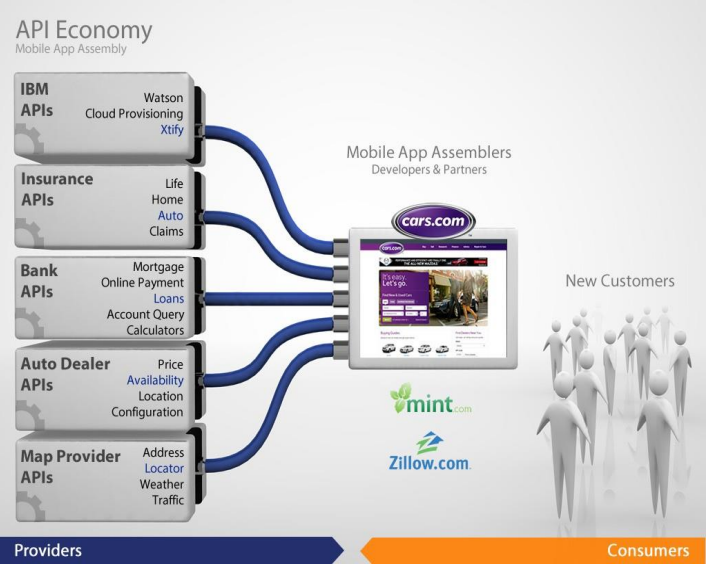 API Economy
Mobile App Assembly
IBM
APIs
Watson
Cloud Provisioning
Xtify
Insurance
APIs
Life
Home
Auto
Claims
Bank
APIs
Mortgage
Online Payment
Loans
Account Query
Calculators
Auto Dealer
APIs
Price
Availability
Location
Configuration
Map Provider
APIs
Address
Locator
Weather
Traffic
Mobile App Assemblers
Developers & Partners
cars.com
cars.com
It's easy.
Let's go.
mint.com
Zillow.com
New Customers
Providers
Consumers